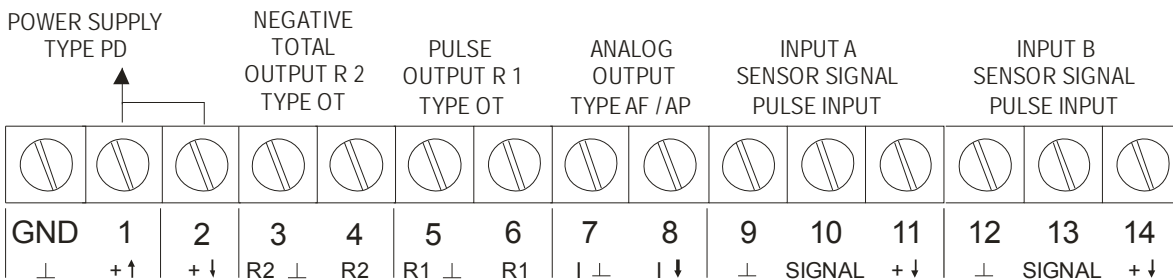 POWER SUPPLY
TYPE PD
NEGATIVE
TOTAL
OUTPUT R 2
TYPE OT
PULSE
OUTPUT R 1
TYPE OT
ANALOG
OUTPUT
TYPE AF / AP
INPUT A
SENSOR SIGNAL
PULSE INPUT
INPUT B
SENSOR SIGNAL
PULSE INPUT
GND 1 2 3 4 5 6 7 8 9 10 11 12 13 14
⊥ +↑ +↓ R2 ⊥ R2 R1 ⊥ R1 I ⊥ I ↓ ⊥ SIGNAL +↓ ⊥ SIGNAL +↓